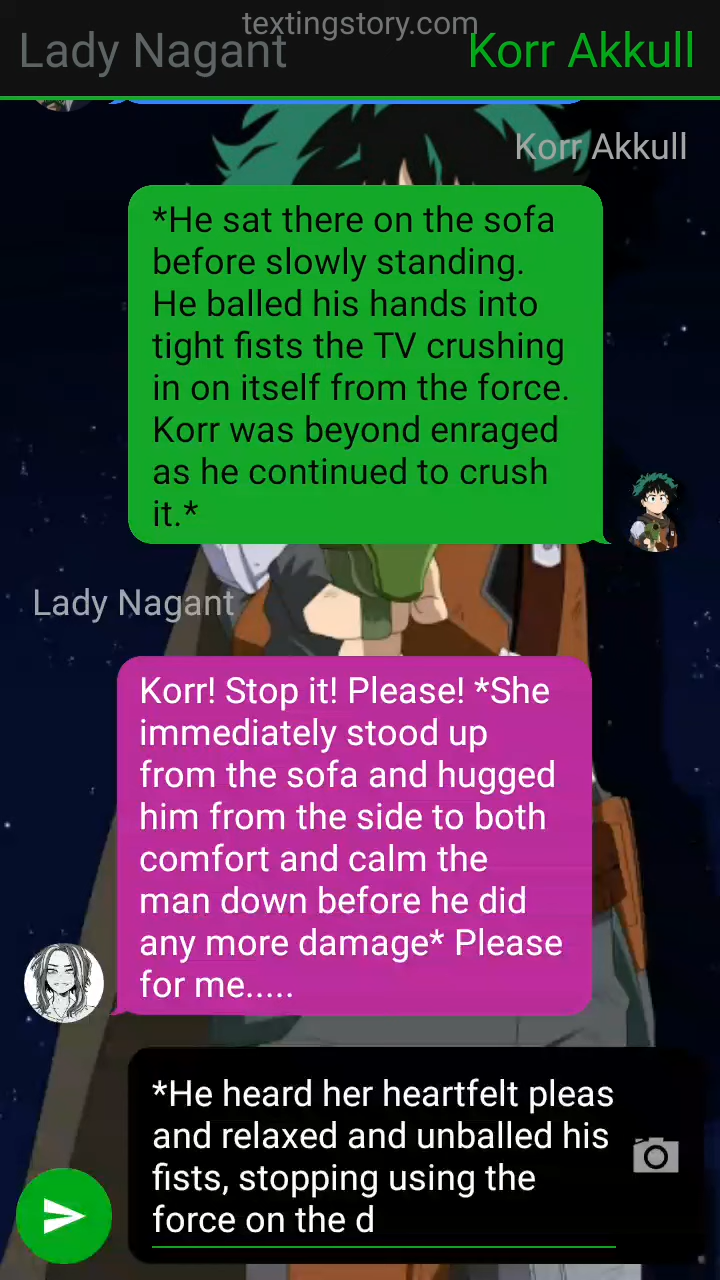 textingstory.com
Lady Nagant
Korr Akkull
Korr Akkull
*He sat there on the sofa
before slowly standing.
He balled his hands into
tight fists the TV crushing
in on itself from the force.
Korr was beyond enraged
as he continued to crush
it.*
Lady Nagant
Korr! Stop it! Please! *She
immediately stood up
from the sofa and hugged
him from the side to both
comfort and calm the
man down before he did
any more damage* Please
for me.....
*He heard her heartfelt pleas
and relaxed and unballed his
fists, stopping using the
force on the d